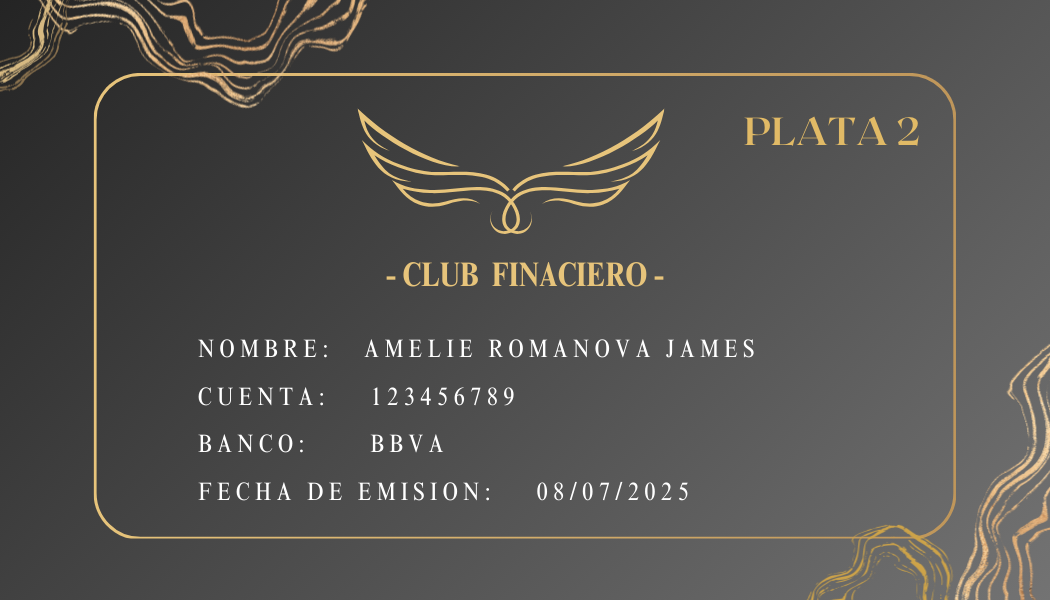 PLATA 2
- CLUB FINACIERO -
NOMBRE: AMELIE ROMANOVA JAMES
CUENTA: 123456789
BANCO: BBVA
FECHA DE EMISION: 08/07/2025